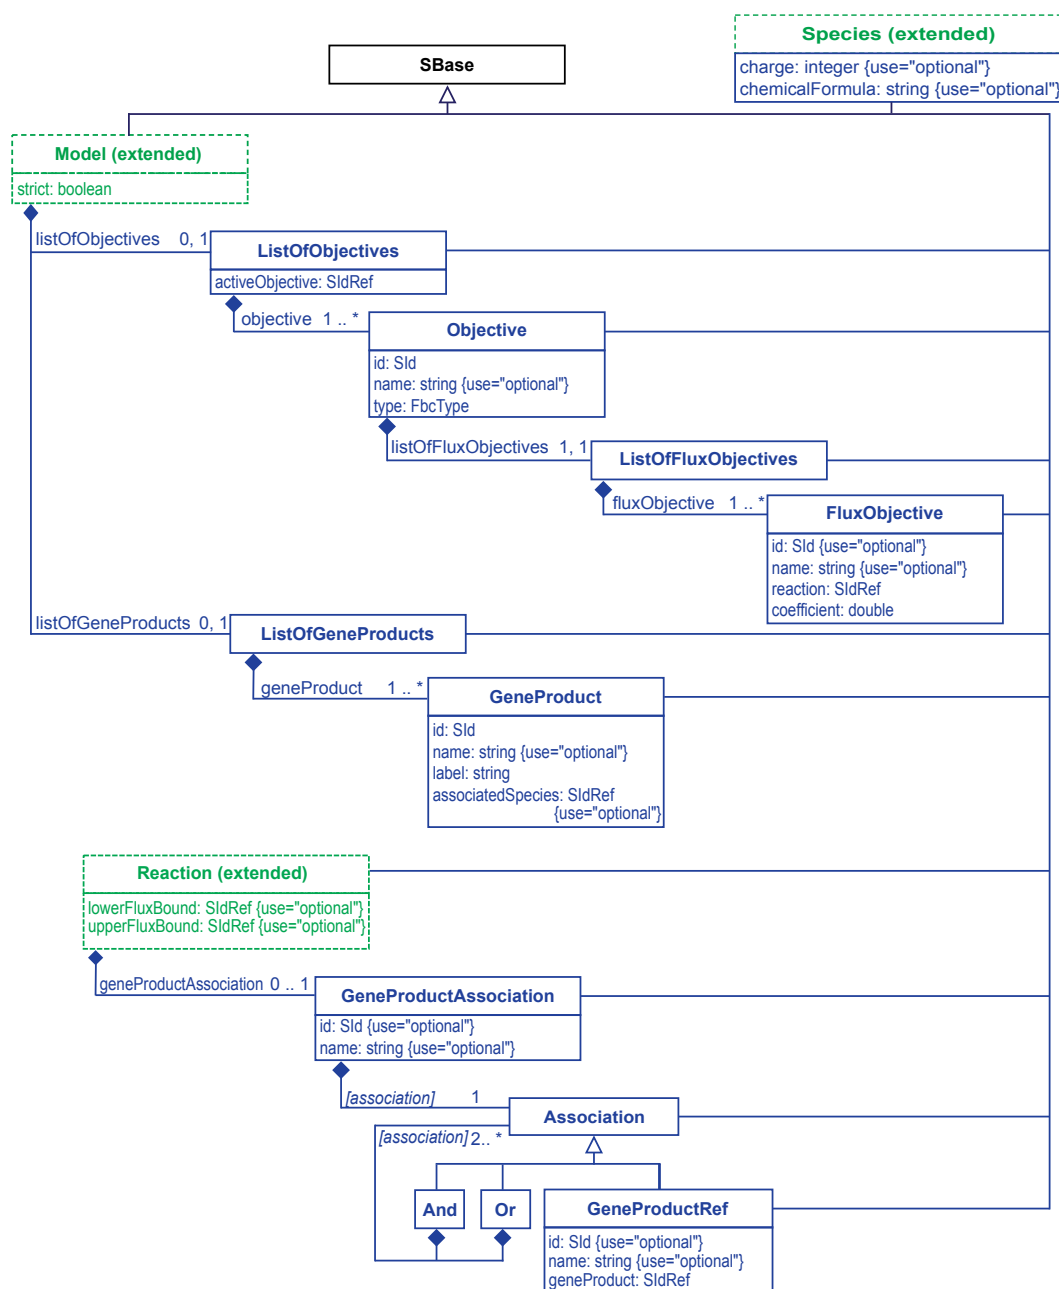 Species (extended)
charge: integer {use="optional"}
chemicalFormula: string {use="optional"}
SBase
Model (extended)
strict: boolean
listOfObjectives 0, 1
ListOfObjectives
activeObjective: SIdRef
objective 1 .. *
Objective
id: SId
name: string {use="optional"}
type: FbcType
listOfFluxObjectives 1, 1
ListOfFluxObjectives
fluxObjective 1 .. *
FluxObjective
id: SId {use="optional"}
name: string {use="optional"}
reaction: SIdRef
coefficient: double
listOfGeneProducts 0, 1
ListOfGeneProducts
geneProduct 1 .. *
GeneProduct
id: SId
name: string {use="optional"}
label: string
associatedSpecies: SIdRef
{use="optional"}
Reaction (extended)
lowerFluxBound: SIdRef {use="optional"}
upperFluxBound: SIdRef {use="optional"}
geneProductAssociation 0 .. 1
GeneProductAssociation
id: SId {use="optional"}
name: string {use="optional"}
[association] 1
Association
[association] 2.. *
And
Or
GeneProductRef
id: SId {use="optional"}
name: string {use="optional"}
geneProduct: SIdRef